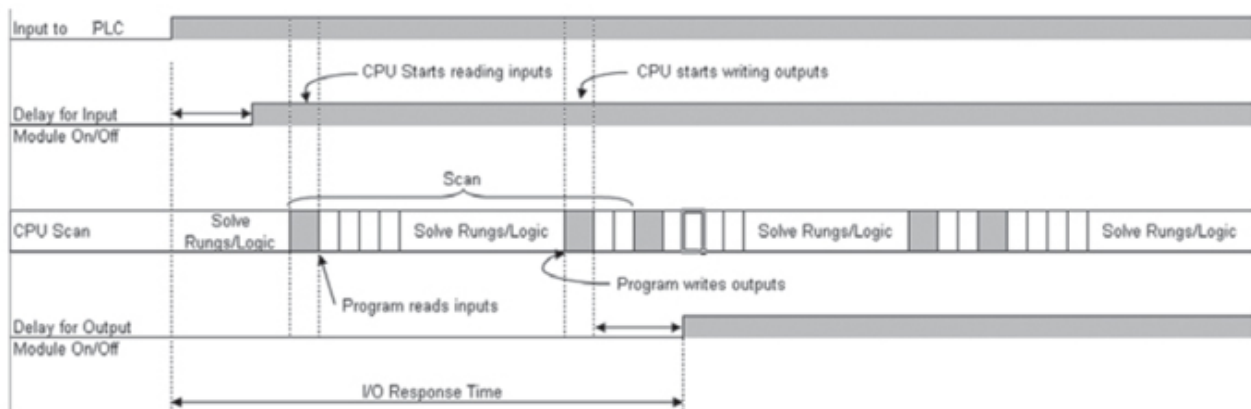 Input to PLC
CPU Starts reading inputs
CPU starts writing outputs
Delay for Input
Module On/Off
Scan
CPU Scan
Solve
Rungs/Logic
Solve Rungs/Logic
Solve Rungs/Logic
Solve Rungs/Logic
Program reads inputs
Program writes outputs
Delay for Output
Module On/Off
I/O Response Time